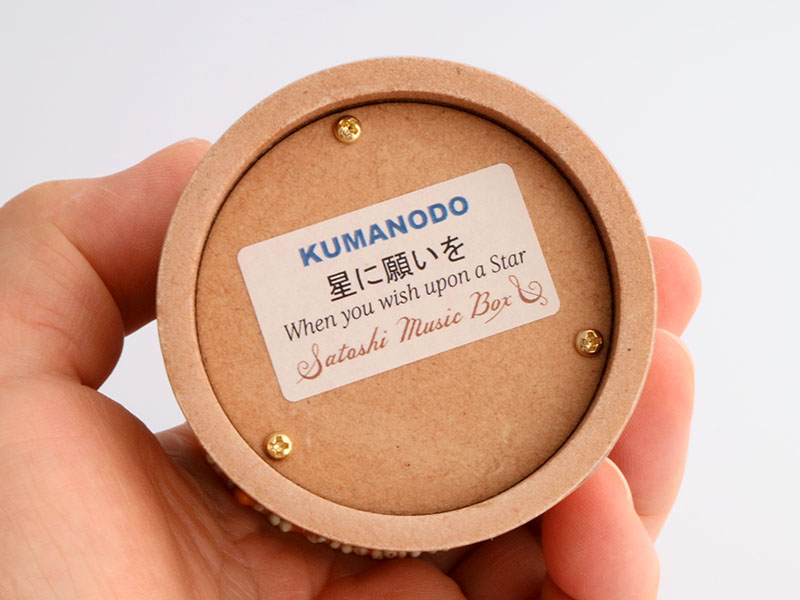 KUMANODO
星に願いを
When you wish upon a Star
Satoshi Music Box